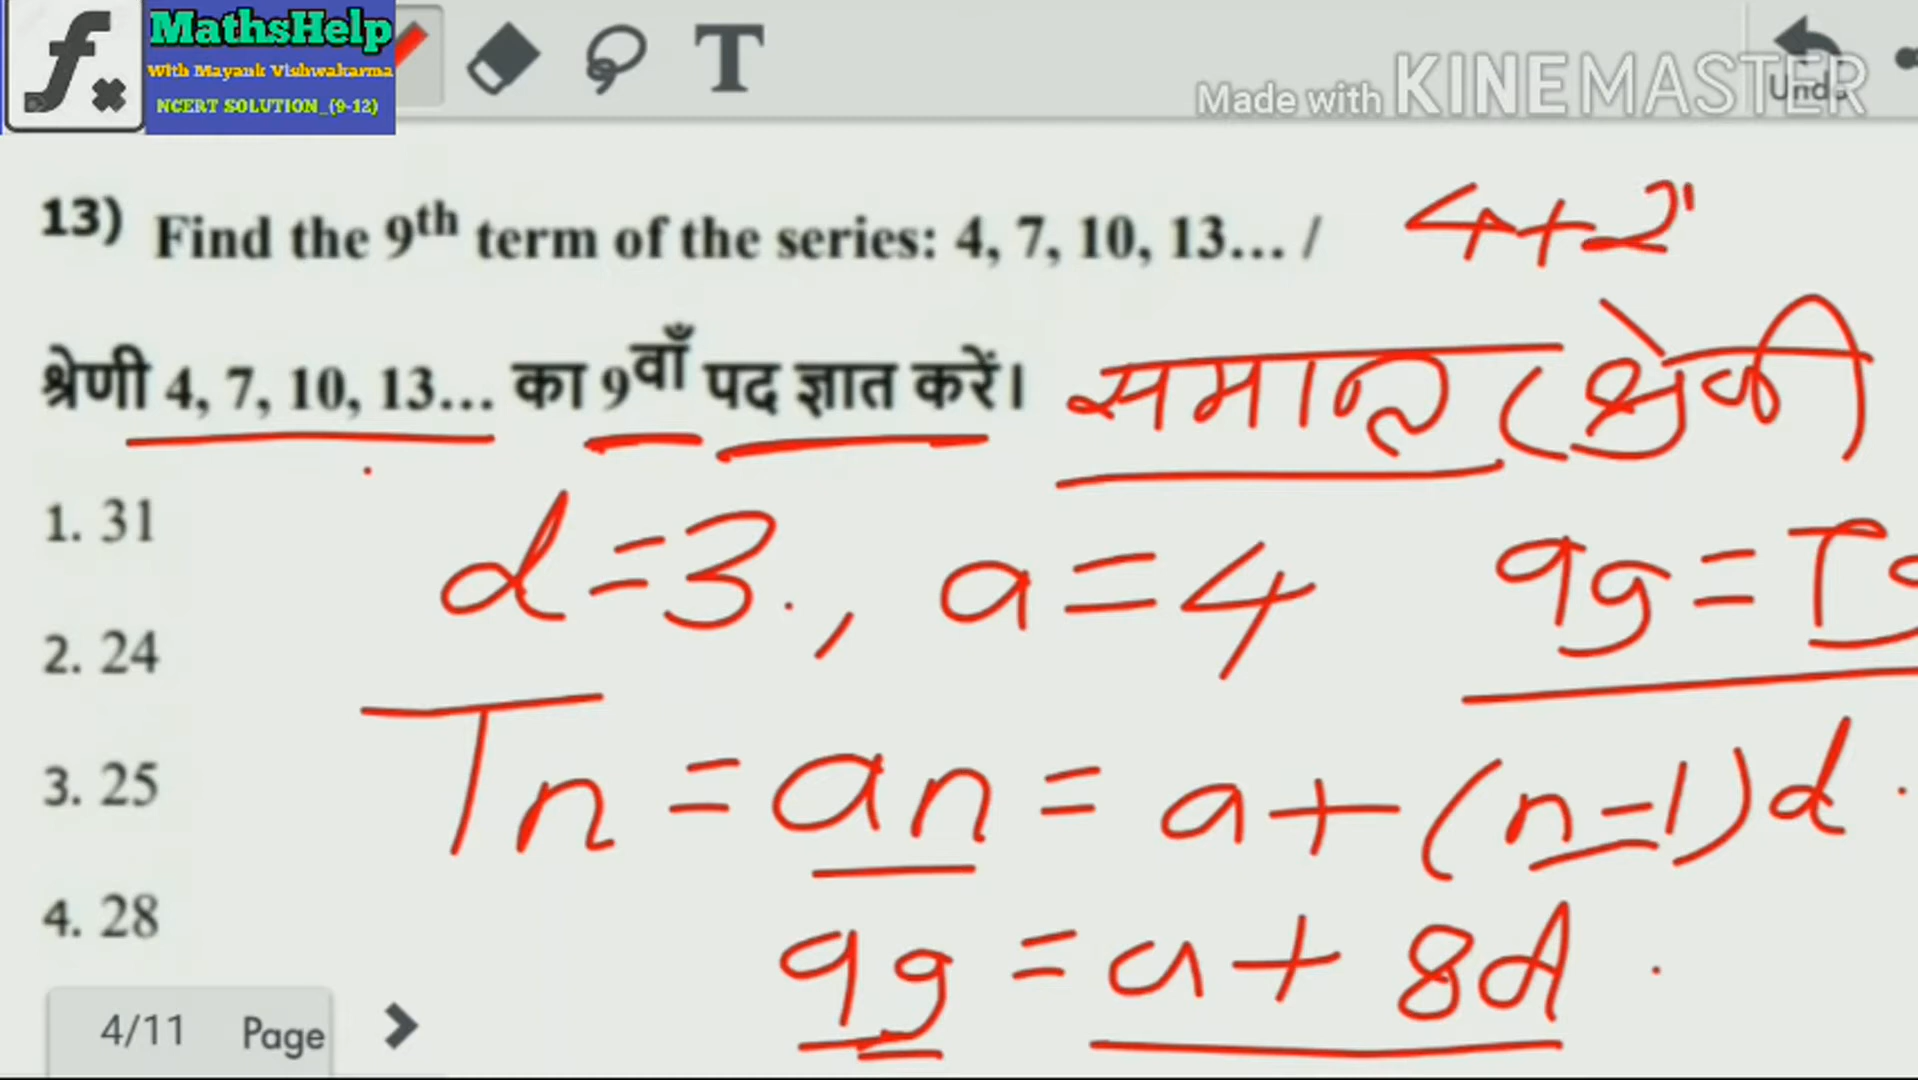 MathsHelp
With Mayank Vishwakarma
NCERT SOLUTION_(9-12)
T
Undo
Made with KINEMASTER
13) Find the 9th term of the series: 4, 7, 10, 13... /
4+2
श्रेणी 4, 7, 10, 13... का 9वाँ पद ज्ञात करें।
समान्तर (श्रेणी)
1. 31
d=3., a=4
2. 24
Tn = an = a+(n-1)d
3. 25
4. 28
a9 = a+8d
4/11 Page